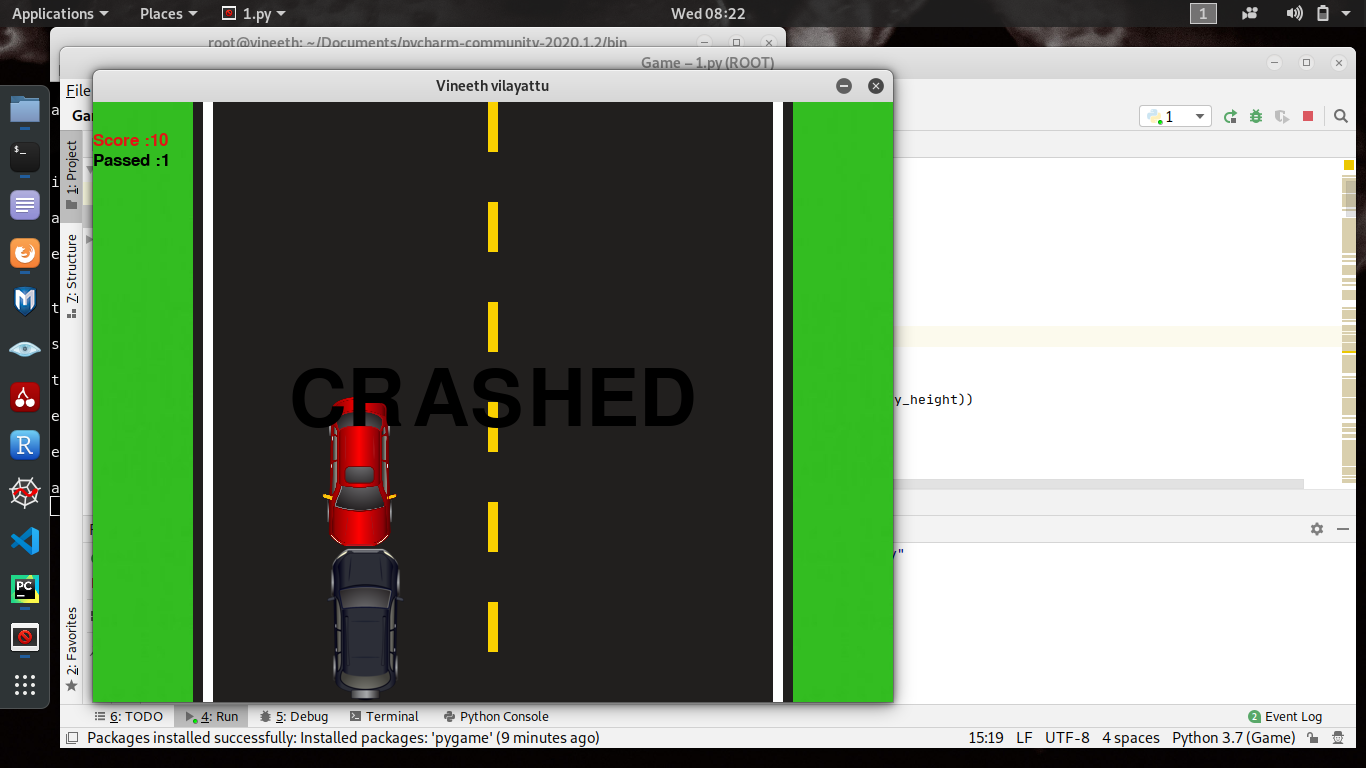 Applications Places 1.py Wed 08:22 1
root@vineeth: ~/Documents/pycharm-community-2020.1.2/bin
Game – 1.py (ROOT)
Vineeth vilayattu
File
1
1: Project
7: Structure
2: Favorites
Score :10
Passed :1
CRASHED
y_height))
6: TODO 4: Run 5: Debug Terminal Python Console 2 Event Log
Packages installed successfully: Installed packages: 'pygame' (9 minutes ago) 15:19 LF UTF-8 4 spaces Python 3.7 (Game)